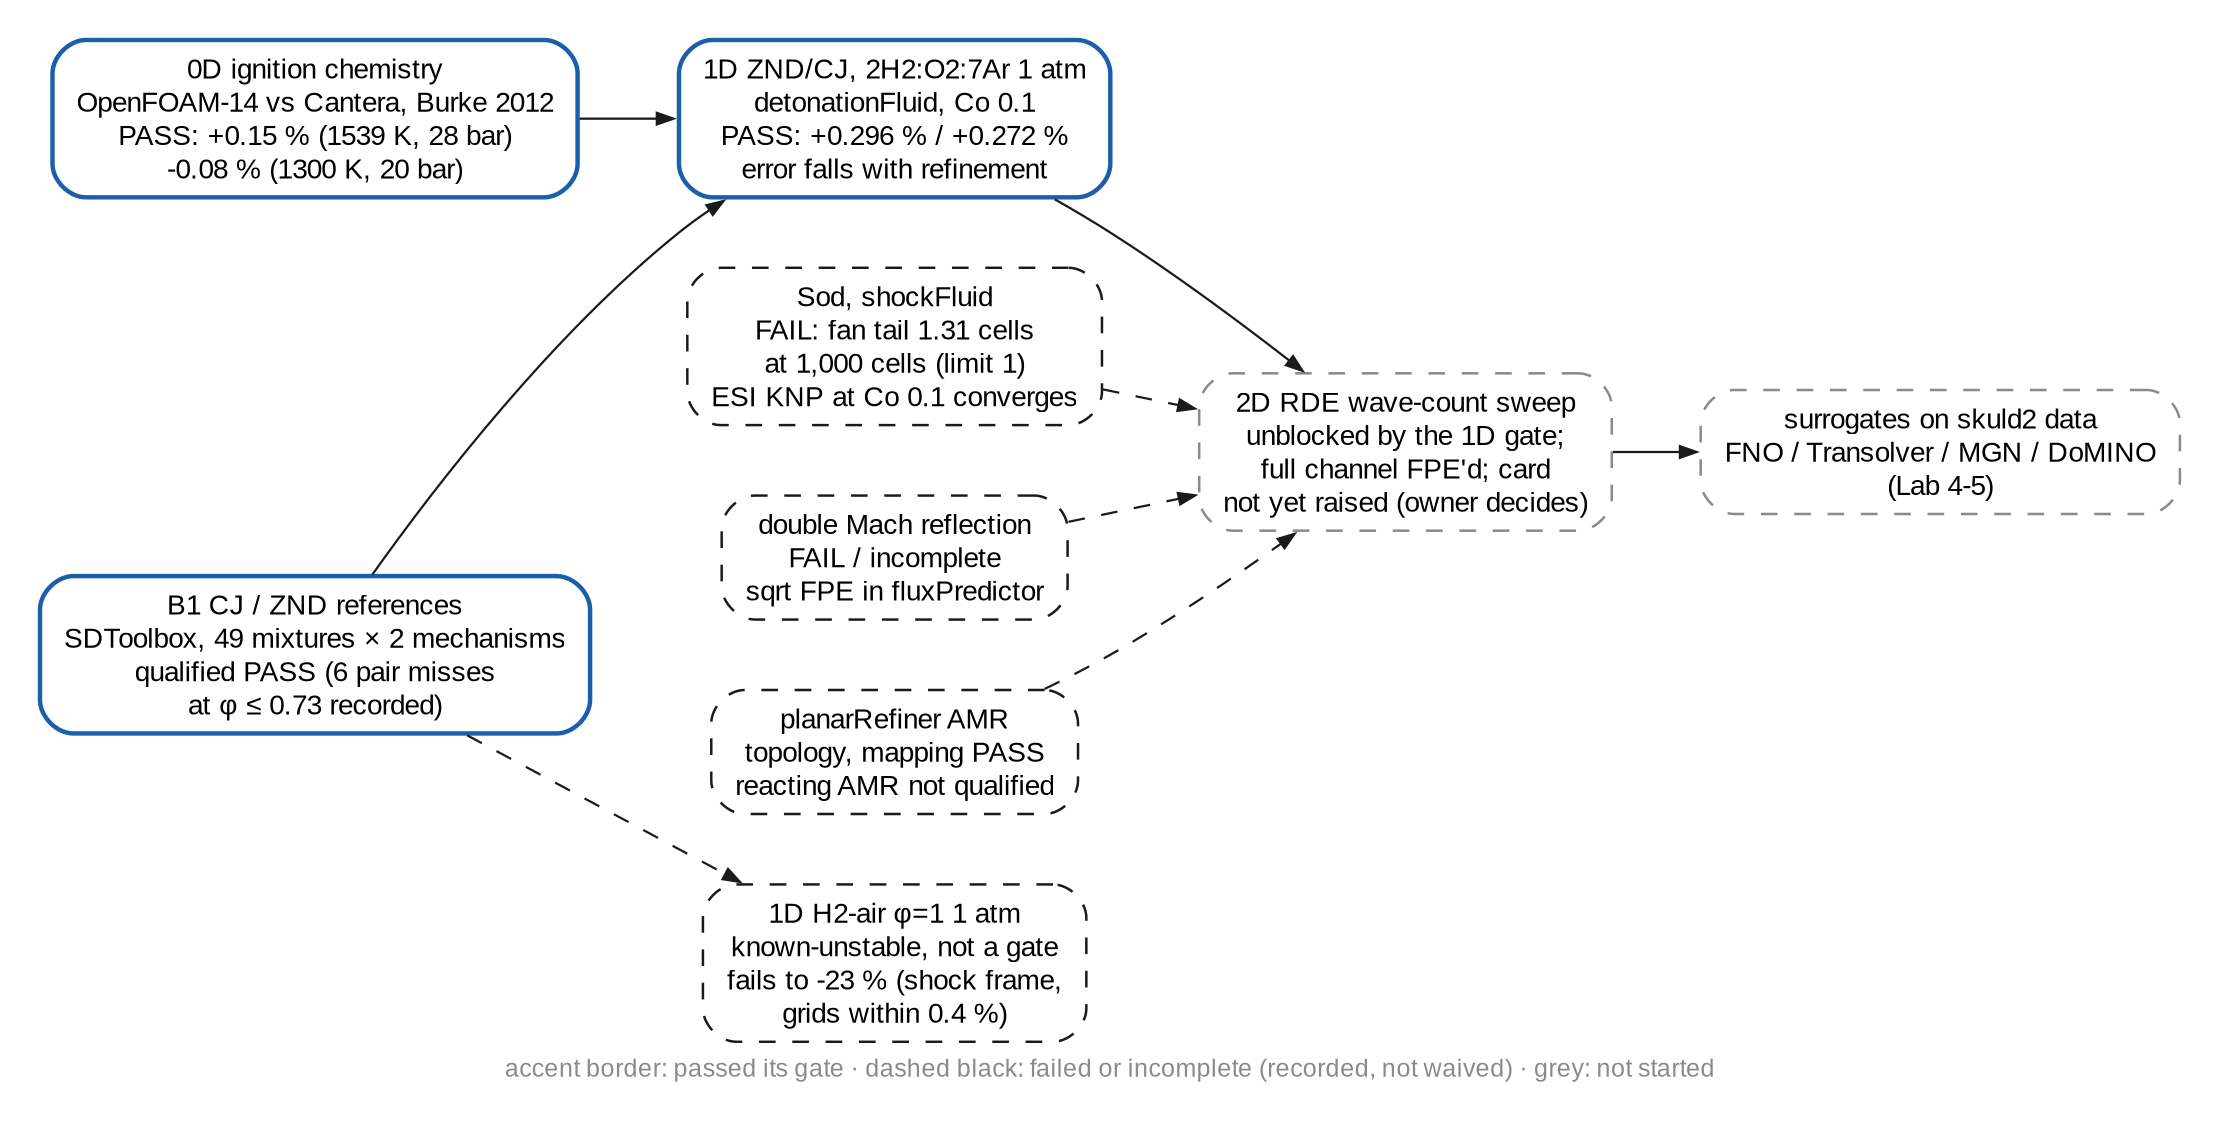 0D ignition chemistry
OpenFOAM-14 vs Cantera, Burke 2012
PASS: +0.15 % (1539 K, 28 bar)
-0.08 % (1300 K, 20 bar)
1D ZND/CJ, 2H2:O2:7Ar 1 atm
detonationFluid, Co 0.1
PASS: +0.296 % / +0.272 %
error falls with refinement
Sod, shockFluid
FAIL: fan tail 1.31 cells
at 1,000 cells (limit 1)
ESI KNP at Co 0.1 converges
2D RDE wave-count sweep
unblocked by the 1D gate;
full channel FPE'd; card
not yet raised (owner decides)
surrogates on skuld2 data
FNO / Transolver / MGN / DoMINO
(Lab 4-5)
double Mach reflection
FAIL / incomplete
sqrt FPE in fluxPredictor
B1 CJ / ZND references
SDToolbox, 49 mixtures × 2 mechanisms
qualified PASS (6 pair misses
at φ ≤ 0.73 recorded)
planarRefiner AMR
topology, mapping PASS
reacting AMR not qualified
1D H2-air φ=1 1 atm
known-unstable, not a gate
fails to -23 % (shock frame,
grids within 0.4 %)
accent border: passed its gate · dashed black: failed or incomplete (recorded, not waived) · grey: not started